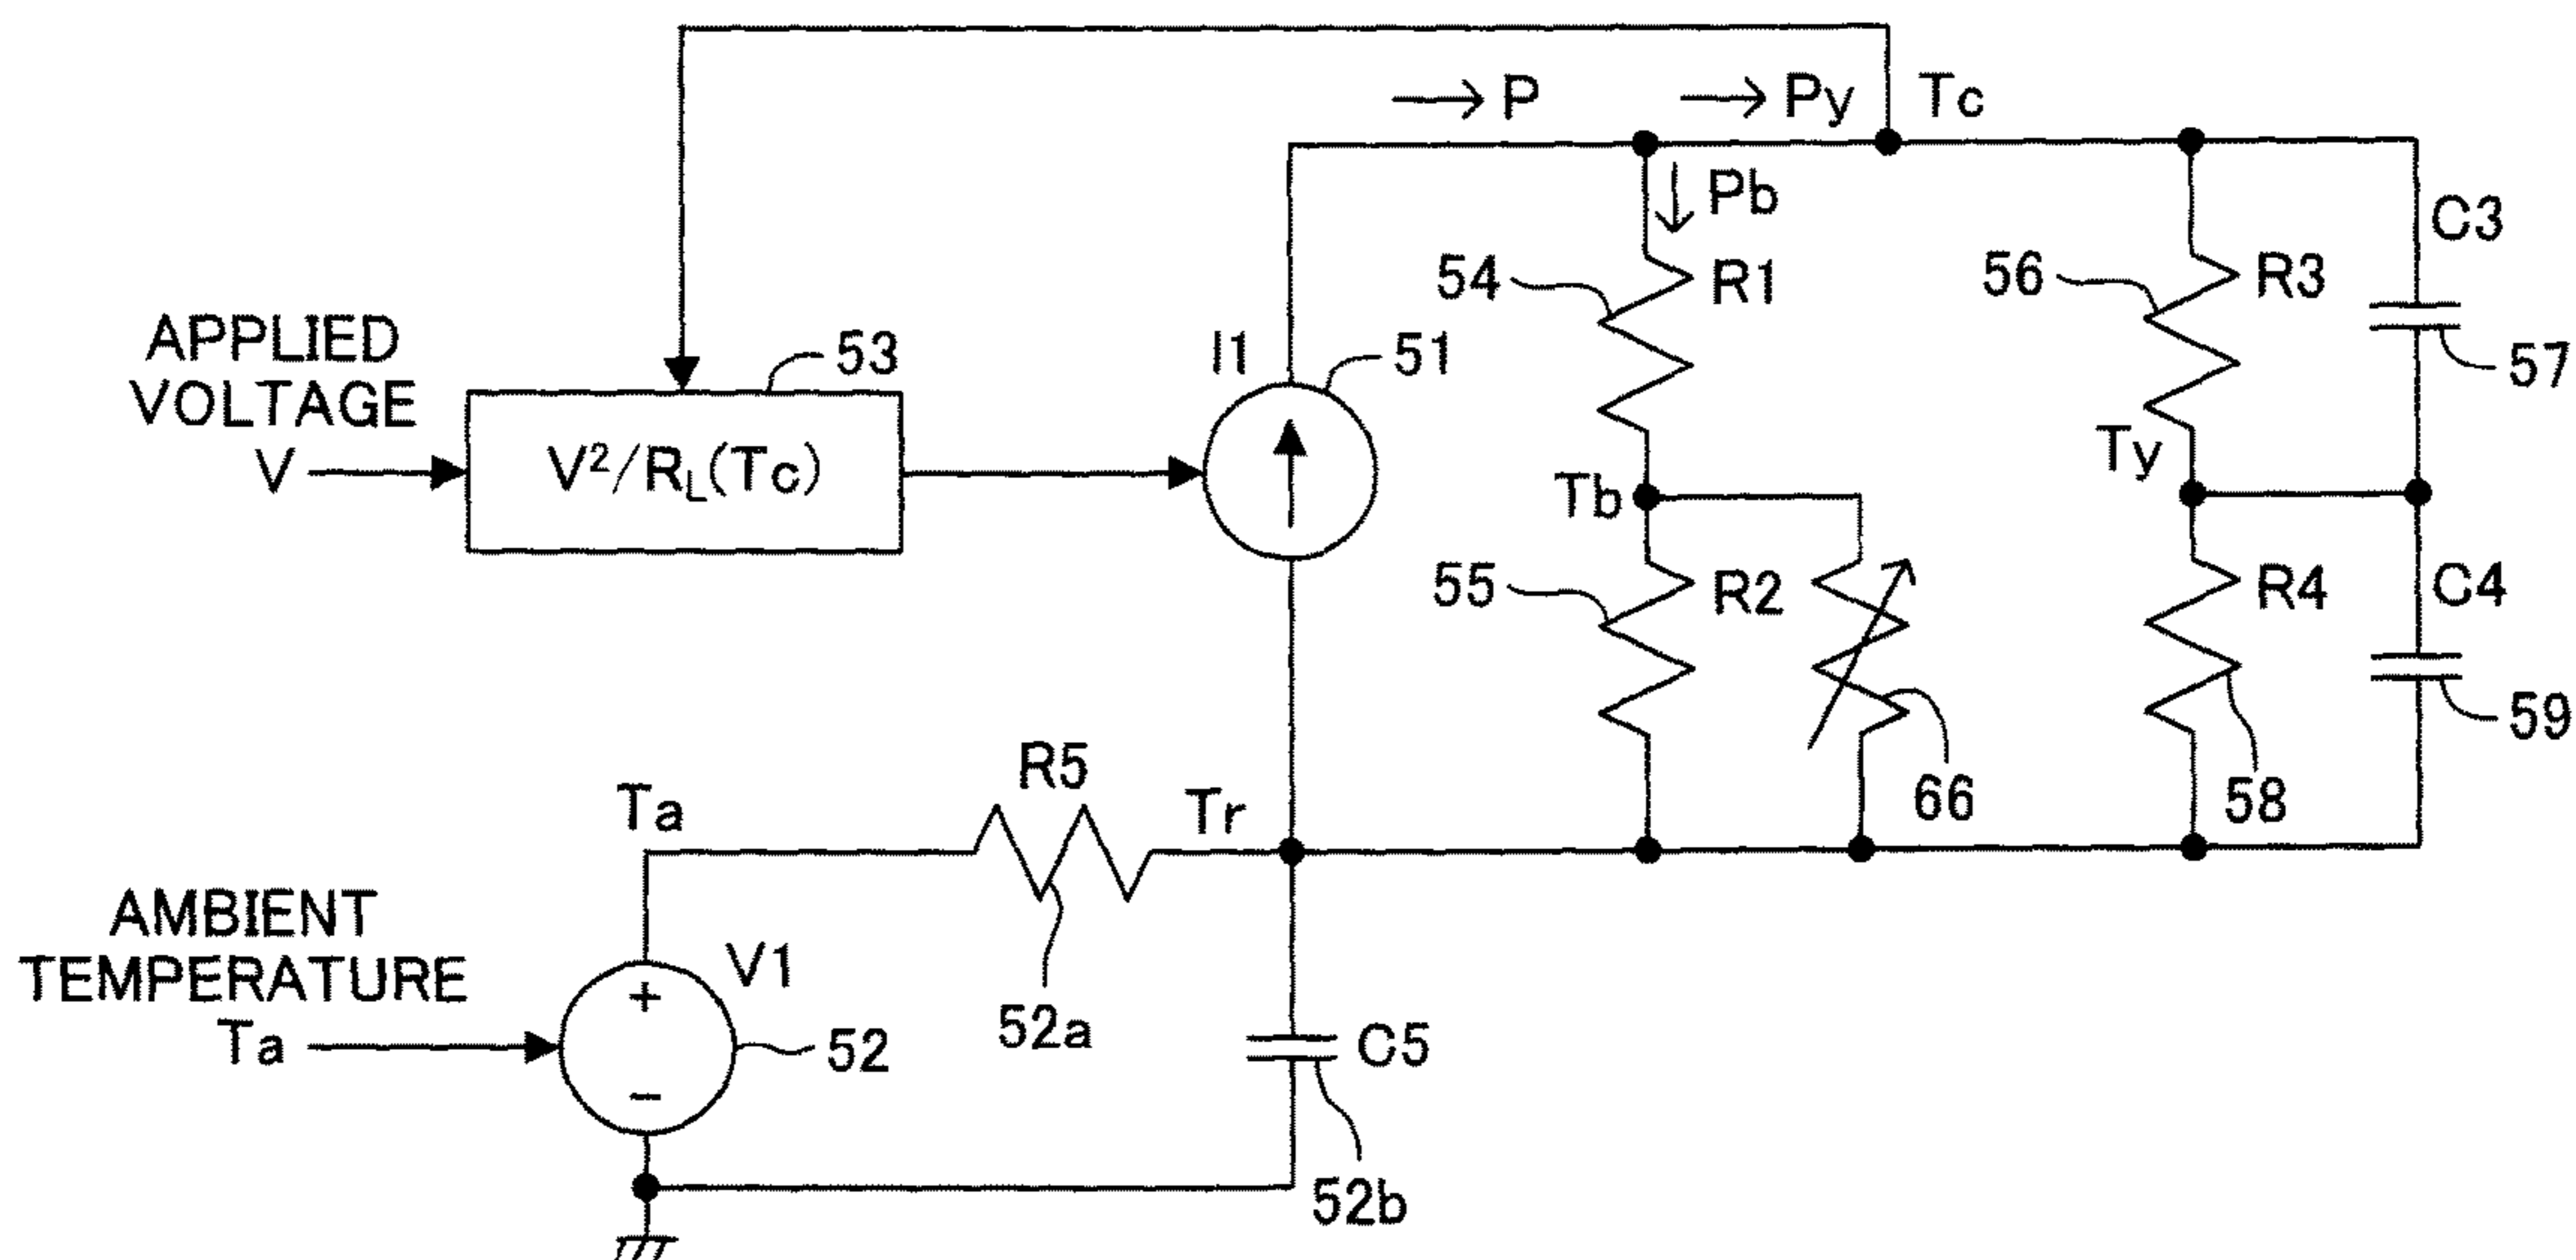 → P
→ Py
Tc
↓ Pb
C3
54
R1
56
R3
APPLIED
VOLTAGE
V
53
V²/R_L(Tc)
I1
51
57
Tb
Ty
55
R2
R4
C4
66
58
59
Ta
R5
Tr
AMBIENT
TEMPERATURE
Ta
V1
+
−
52
52a
C5
52b